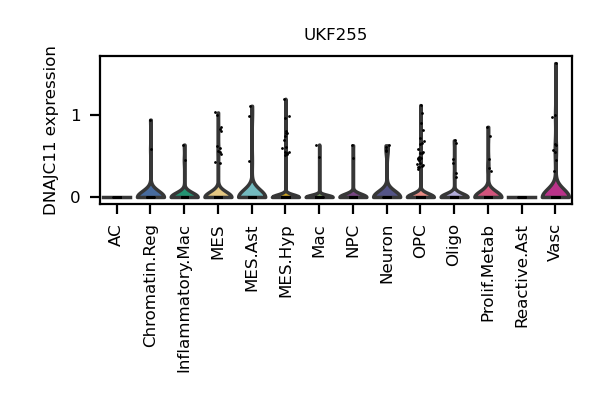 UKF255
DNAJC11 expression
1
0
AC
Chromatin.Reg
Inflammatory.Mac
MES
MES.Ast
MES.Hyp
Mac
NPC
Neuron
OPC
Oligo
Prolif.Metab
Reactive.Ast
Vasc